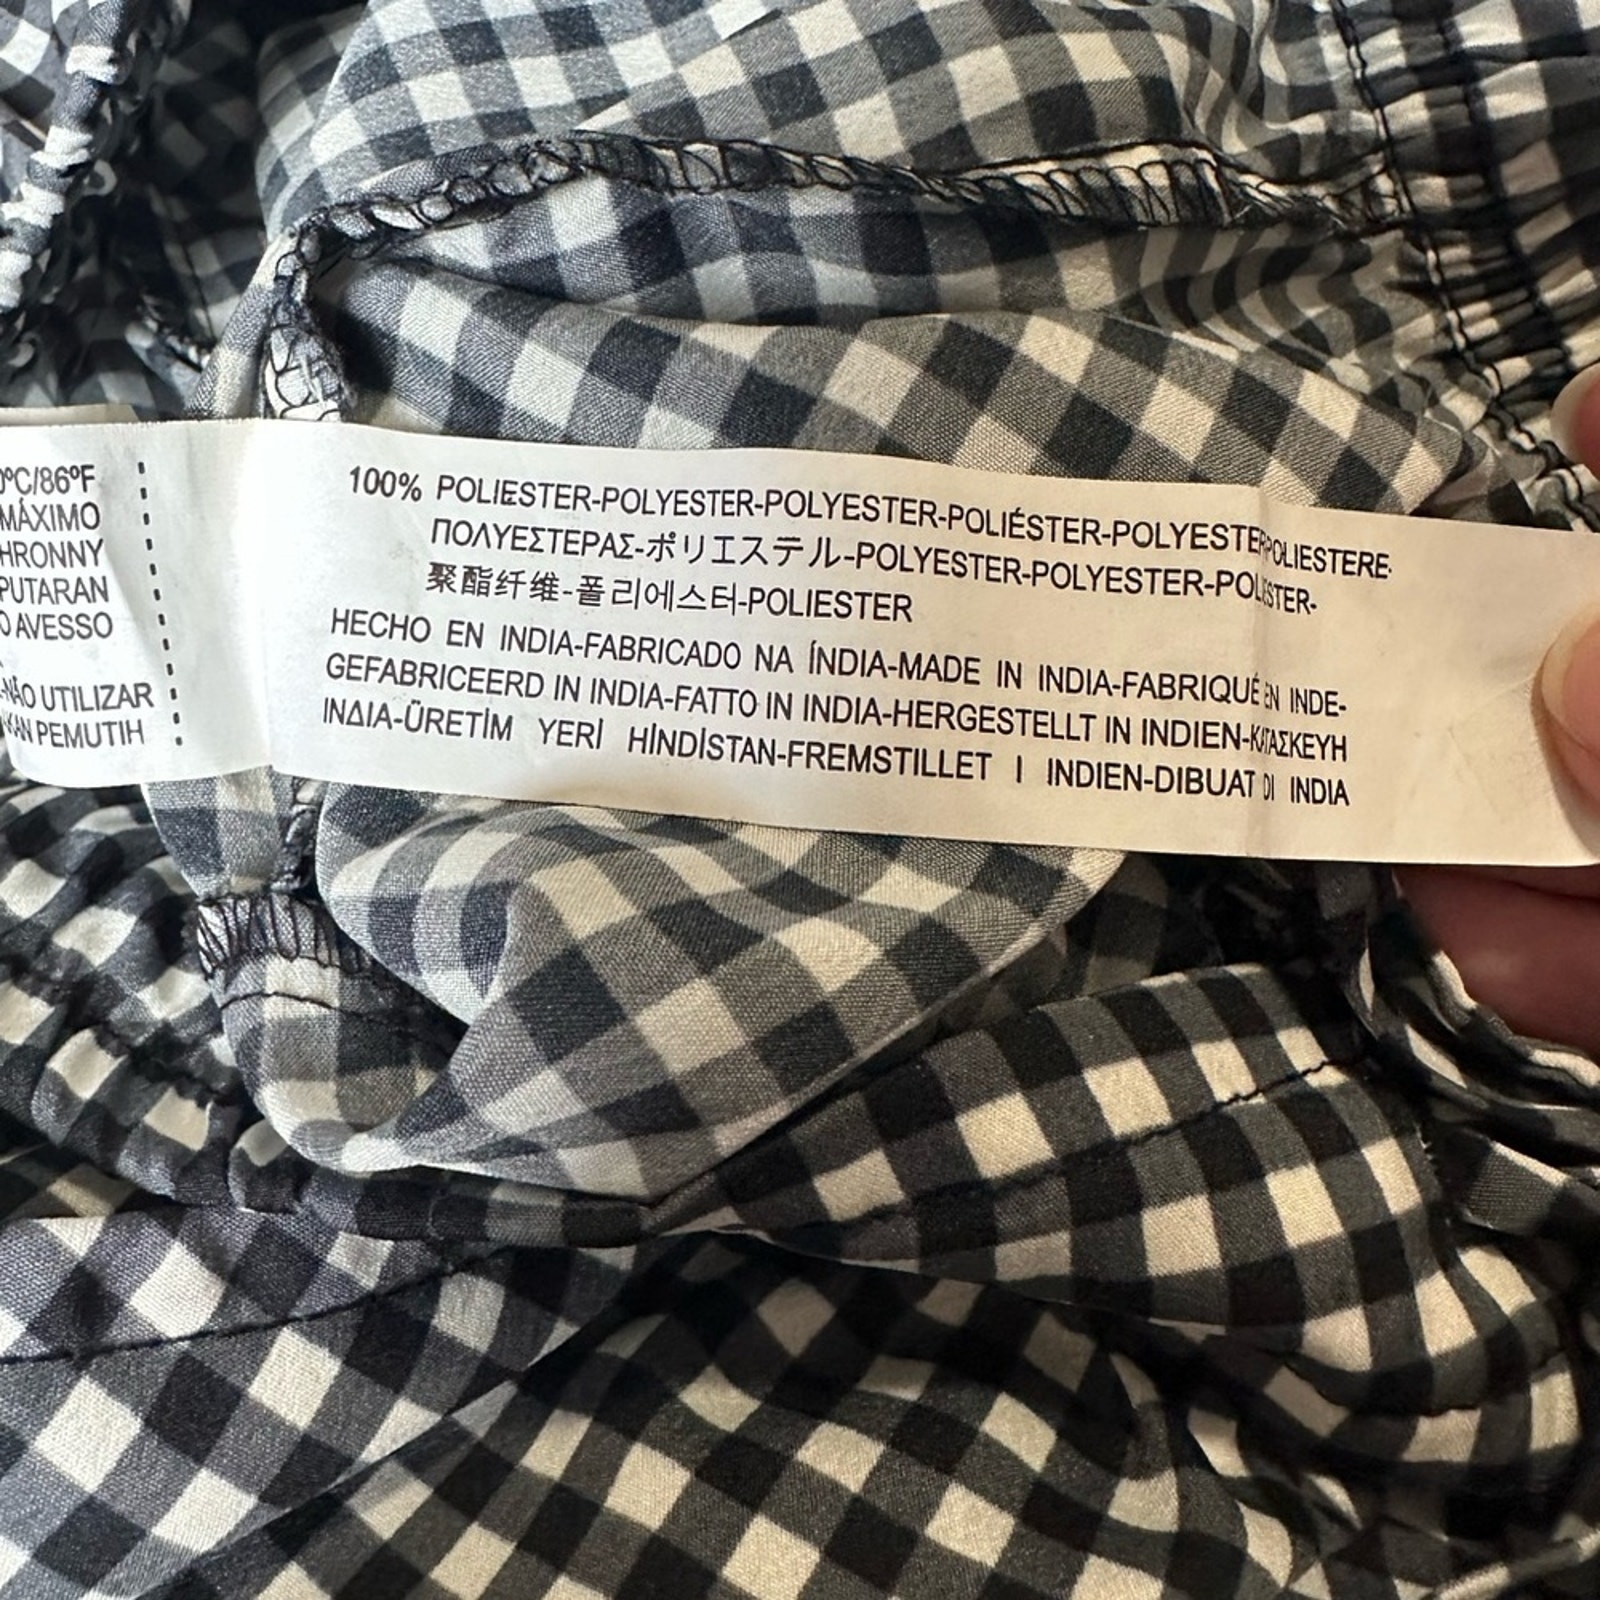 0ºC/86ºF
MÁXIMO
HRONNY
PUTARAN
O AVESSO
-NÃO UTILIZAR
KAN PEMUTIH
100% POLIESTER-POLYESTER-POLYESTER-POLIÉSTER-POLYESTER-POLIESTERE-
ΠΟΛΥΕΣΤΕΡΑΣ-ポリエステル-POLYESTER-POLYESTER-POLIESTER-
聚酯纤维-폴리에스터-POLIESTER
HECHO EN INDIA-FABRICADO NA ÍNDIA-MADE IN INDIA-FABRIQUÉ EN INDE-
GEFABRICEERD IN INDIA-FATTO IN INDIA-HERGESTELLT IN INDIEN-ΚΑΤΑΣΚΕΥΗ
ΙΝΔΙΑ-ÜRETİM YERİ HİNDİSTAN-FREMSTILLET I INDIEN-DIBUAT DI INDIA